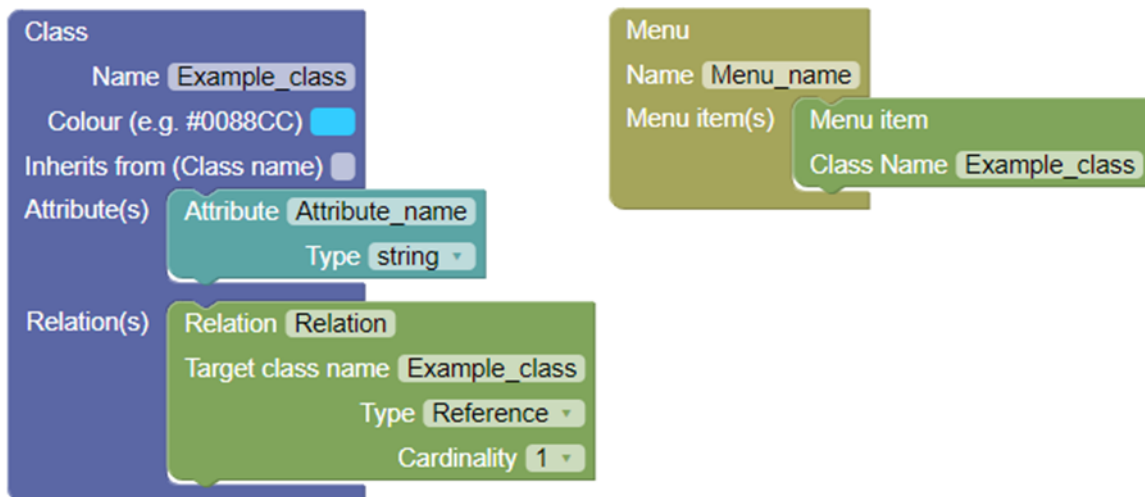 Class
Name Example_class
Colour (e.g. #0088CC)
Inherits from (Class name)
Attribute(s) Attribute Attribute_name
Type string
Relation(s) Relation Relation
Target class name Example_class
Type Reference
Cardinality 1
Menu
Name Menu_name
Menu item(s) Menu item
Class Name Example_class